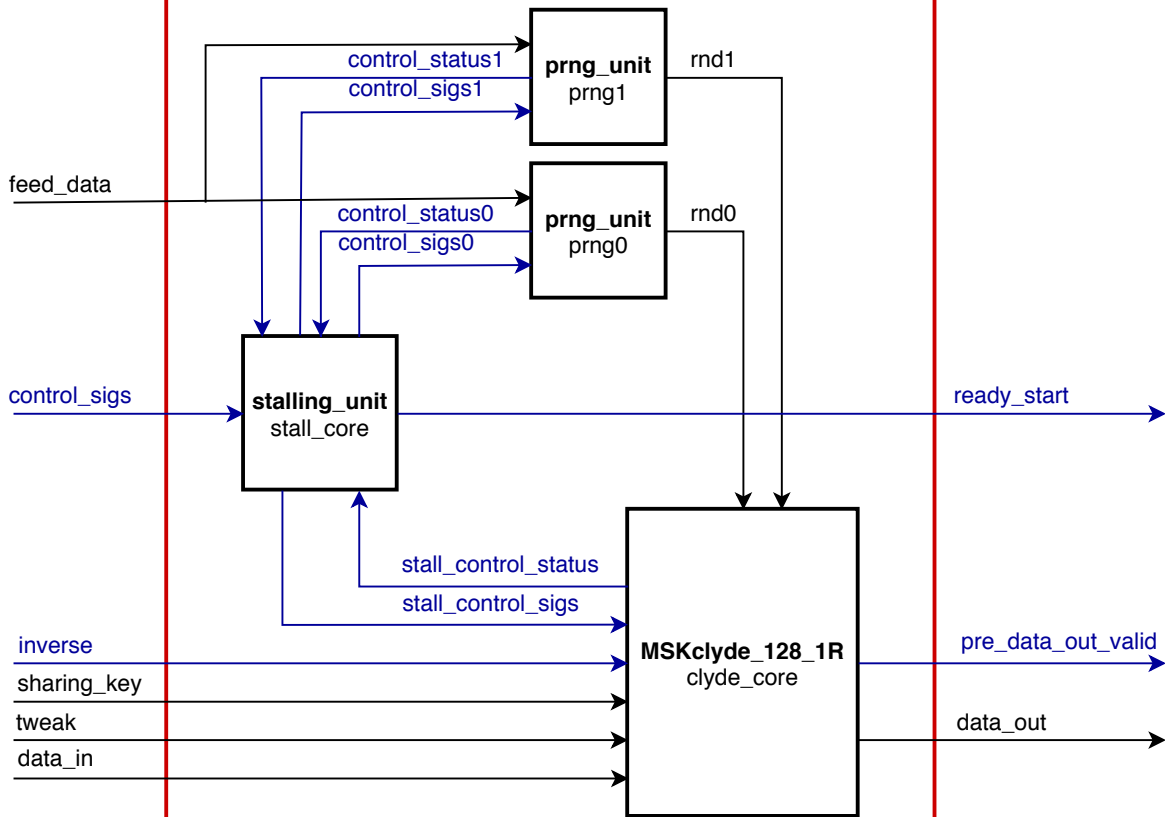 control_status1
prng_unit
rnd1
control_sigs1
prng1
feed_data
control_status0
prng_unit
rnd0
control_sigs0
prng0
control_sigs
stalling_unit
stall_core
ready_start
stall_control_status
stall_control_sigs
inverse
MSKclyde_128_1R
pre_data_out_valid
sharing_key
clyde_core
tweak
data_out
data_in